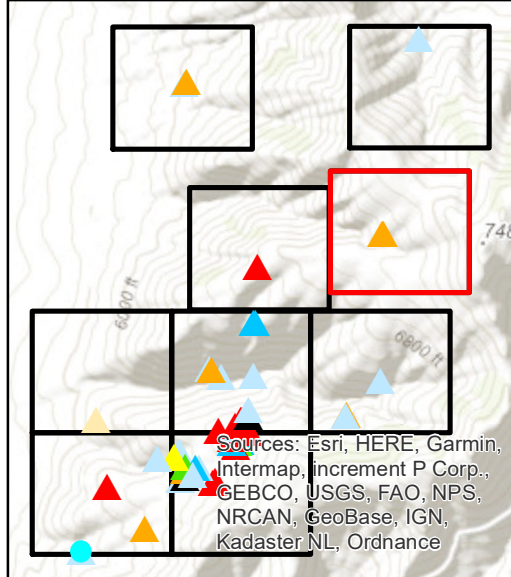 748
6000 ft
6800 ft
Sources: Esri, HERE, Garmin,
Intermap, increment P Corp.,
GEBCO, USGS, FAO, NPS,
NRCAN, GeoBase, IGN,
Kadaster NL, Ordnance